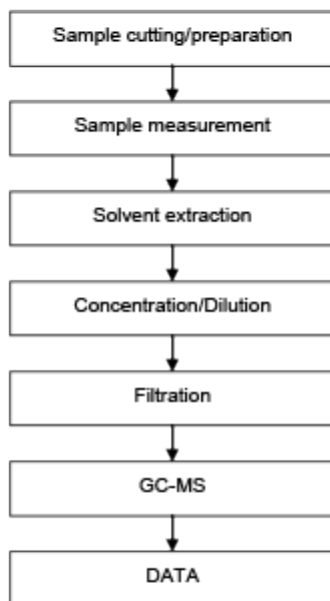 Sample cutting/preparation
Sample measurement
Solvent extraction
Concentration/Dilution
Filtration
GC-MS
DATA